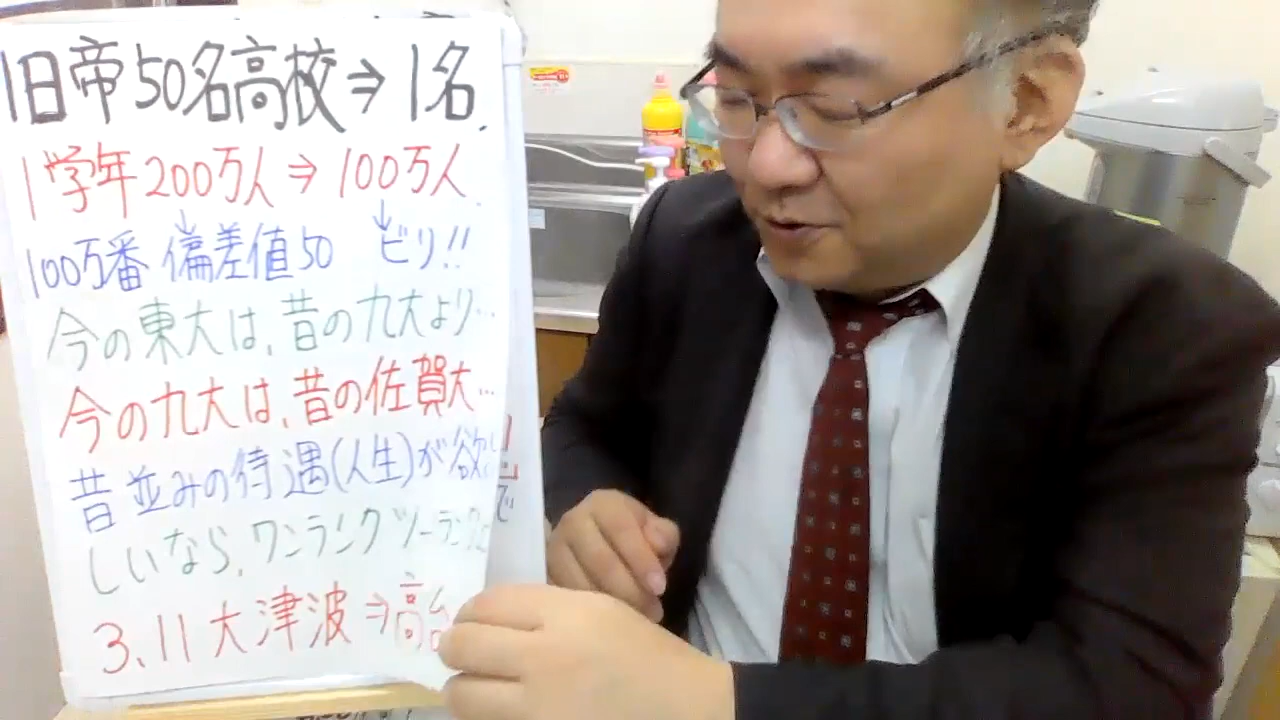 旧帝50名高校⇒1名
1学年200万人⇒100万人
↓ ↓
100万番 偏差値50 ビリ!!
今の東大は、昔の九大より…
今の九大は、昔の佐賀大…
昔並みの待遇(人生)が欲
しいなら、ワンランクツーランク
3.11大津波⇒高台